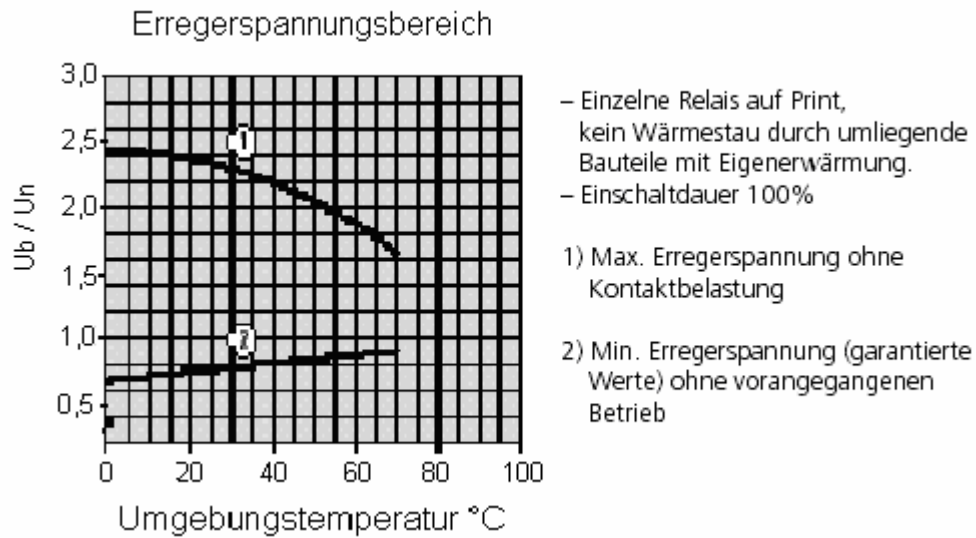 Erregerspannungsbereich
3,0
2,5
2,0
1,5
1,0
0,5
Ub / Un
1
2
0 20 40 60 80 100
Umgebungstemperatur °C
– Einzelne Relais auf Print,
kein Wärmestau durch umliegende
Bauteile mit Eigenerwärmung.
– Einschaltdauer 100%
1) Max. Erregerspannung ohne
Kontaktbelastung
2) Min. Erregerspannung (garantierte
Werte) ohne vorangegangenen
Betrieb